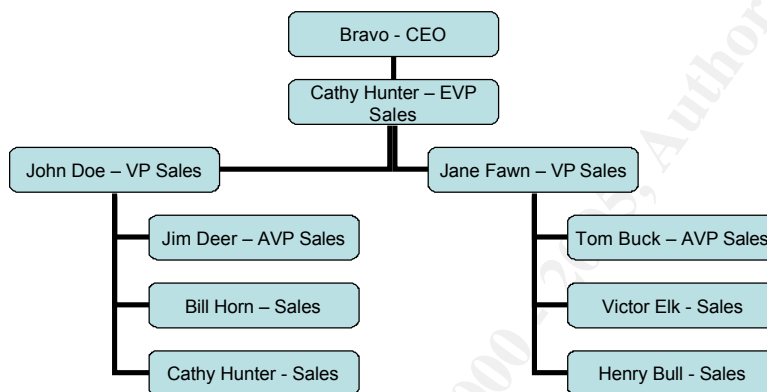 Bravo - CEO
Cathy Hunter – EVP
Sales
John Doe – VP Sales
Jane Fawn – VP Sales
Jim Deer – AVP Sales
Tom Buck – AVP Sales
Bill Horn – Sales
Victor Elk - Sales
Cathy Hunter - Sales
Henry Bull - Sales